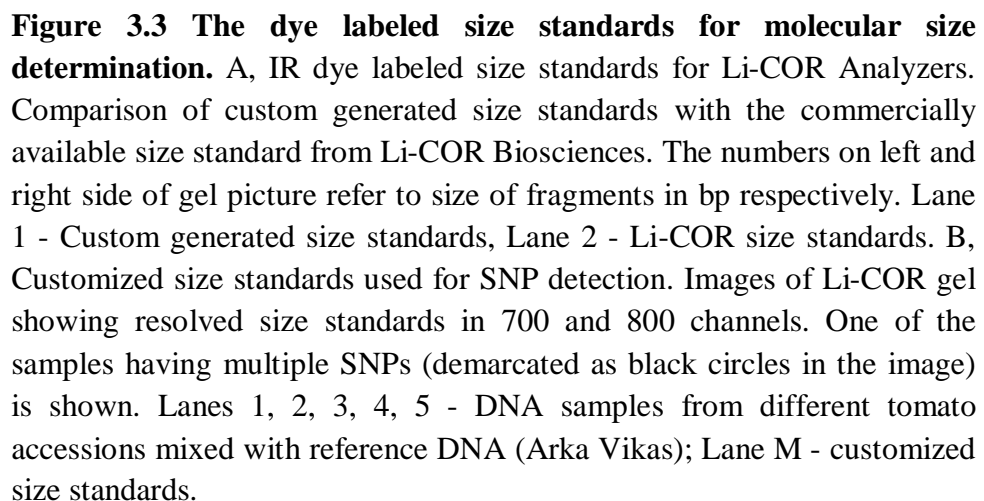 Figure 3.3 The dye labeled size standards for molecular size
determination. A, IR dye labeled size standards for Li-COR Analyzers.
Comparison of custom generated size standards with the commercially
available size standard from Li-COR Biosciences. The numbers on left and
right side of gel picture refer to size of fragments in bp respectively. Lane
1 - Custom generated size standards, Lane 2 - Li-COR size standards. B,
Customized size standards used for SNP detection. Images of Li-COR gel
showing resolved size standards in 700 and 800 channels. One of the
samples having multiple SNPs (demarcated as black circles in the image)
is shown. Lanes 1, 2, 3, 4, 5 - DNA samples from different tomato
accessions mixed with reference DNA (Arka Vikas); Lane M - customized
size standards.